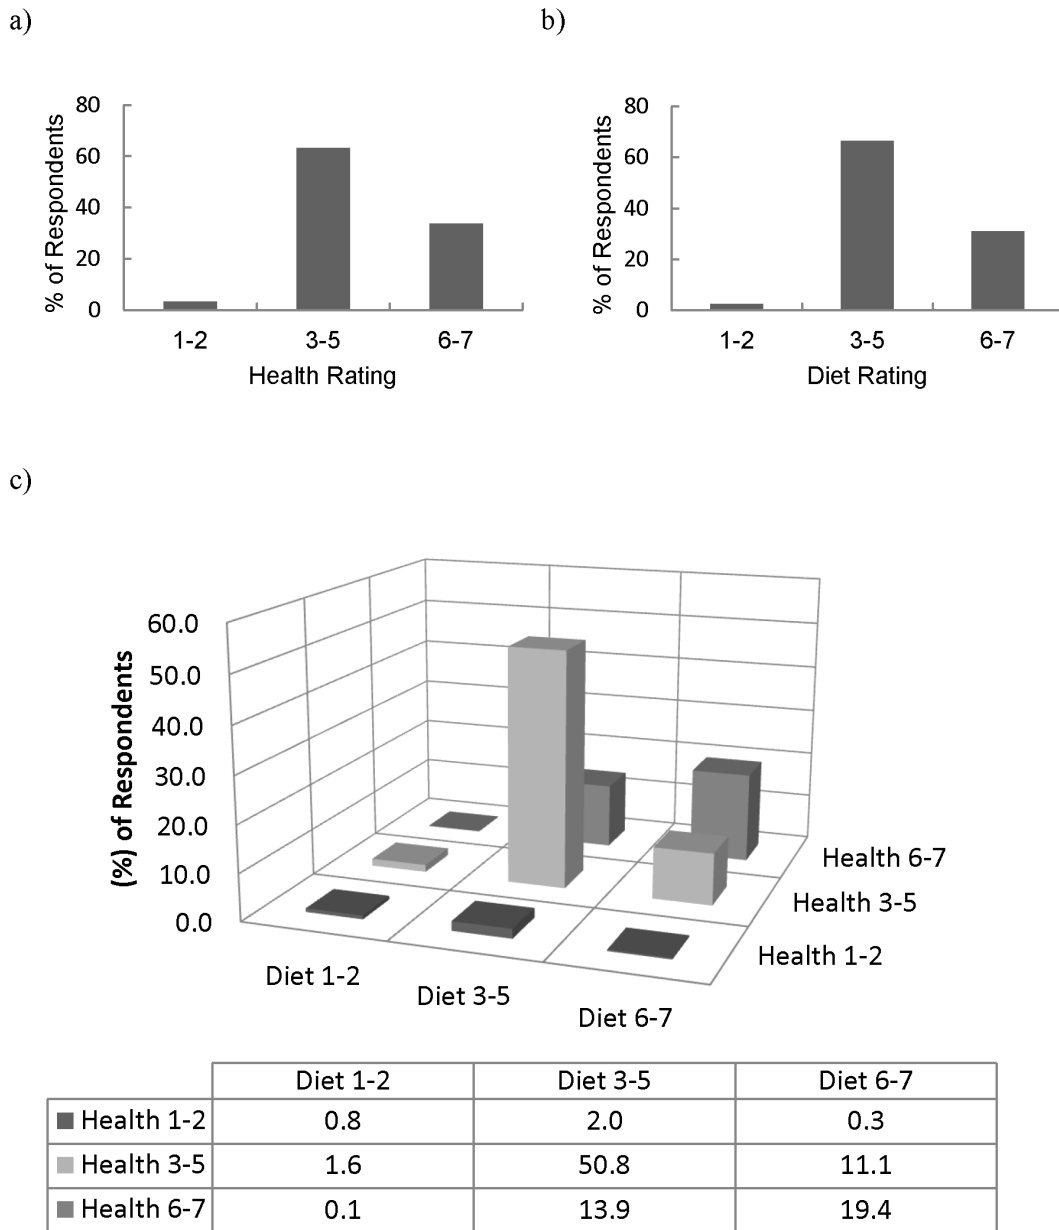 a)
b)
80
60
40
20
0
% of Respondents
1-2 3-5 6-7
Health Rating
80
60
40
20
0
% of Respondents
1-2 3-5 6-7
Diet Rating
c)
60.0
50.0
40.0
30.0
20.0
10.0
0.0
(%) of Respondents
Diet 1-2
Diet 3-5
Diet 6-7
Health 6-7
Health 3-5
Health 1-2
Diet 1-2 Diet 3-5 Diet 6-7
Health 1-2 0.8 2.0 0.3
Health 3-5 1.6 50.8 11.1
Health 6-7 0.1 13.9 19.4